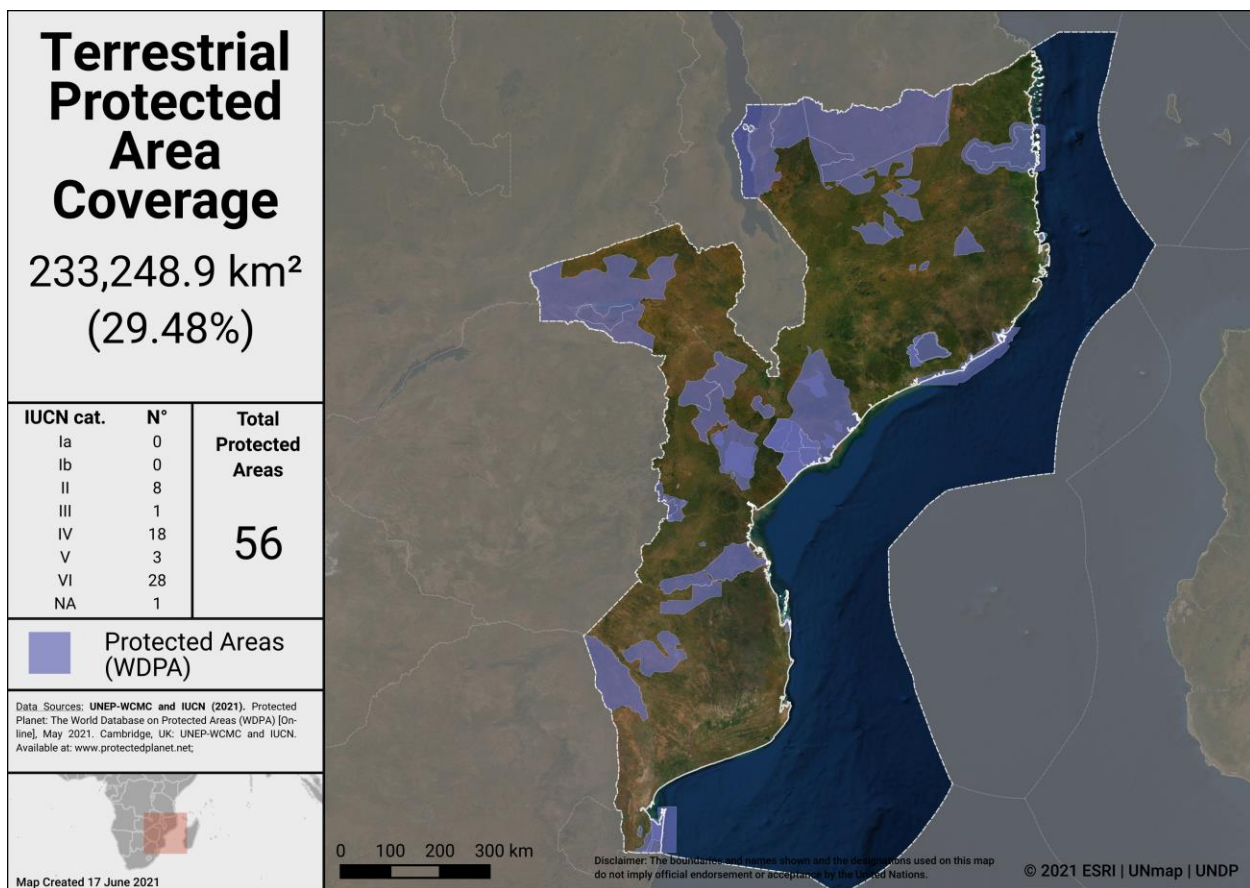 Terrestrial
Protected
Area
Coverage
233,248.9 km²
(29.48%)
IUCN cat. N°
Ia 0
Ib 0
II 8
III 1
IV 18
V 3
VI 28
NA 1
Total
Protected
Areas
56
Protected Areas
(WDPA)
Data Sources: UNEP-WCMC and IUCN (2021). Protected
Planet: The World Database on Protected Areas (WDPA) [On-
line], May 2021. Cambridge, UK: UNEP-WCMC and IUCN.
Available at: www.protectedplanet.net;
Map Created 17 June 2021
0 100 200 300 km
Disclaimer: The boundaries and names shown and the designations used on this map
do not imply official endorsement or acceptance by the United Nations.
© 2021 ESRI | UNmap | UNDP